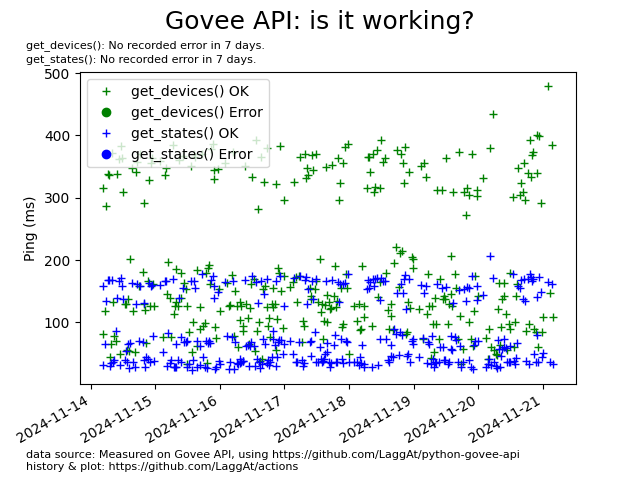 Govee API: is it working?
get_devices(): No recorded error in 7 days.
get_states(): No recorded error in 7 days.
500
400
300
200
100
Ping (ms)
get_devices() OK
get_devices() Error
get_states() OK
get_states() Error
2024-11-14
2024-11-15
2024-11-16
2024-11-17
2024-11-18
2024-11-19
2024-11-20
2024-11-21
data source: Measured on Govee API, using https://github.com/LaggAt/python-govee-api
history & plot: https://github.com/LaggAt/actions